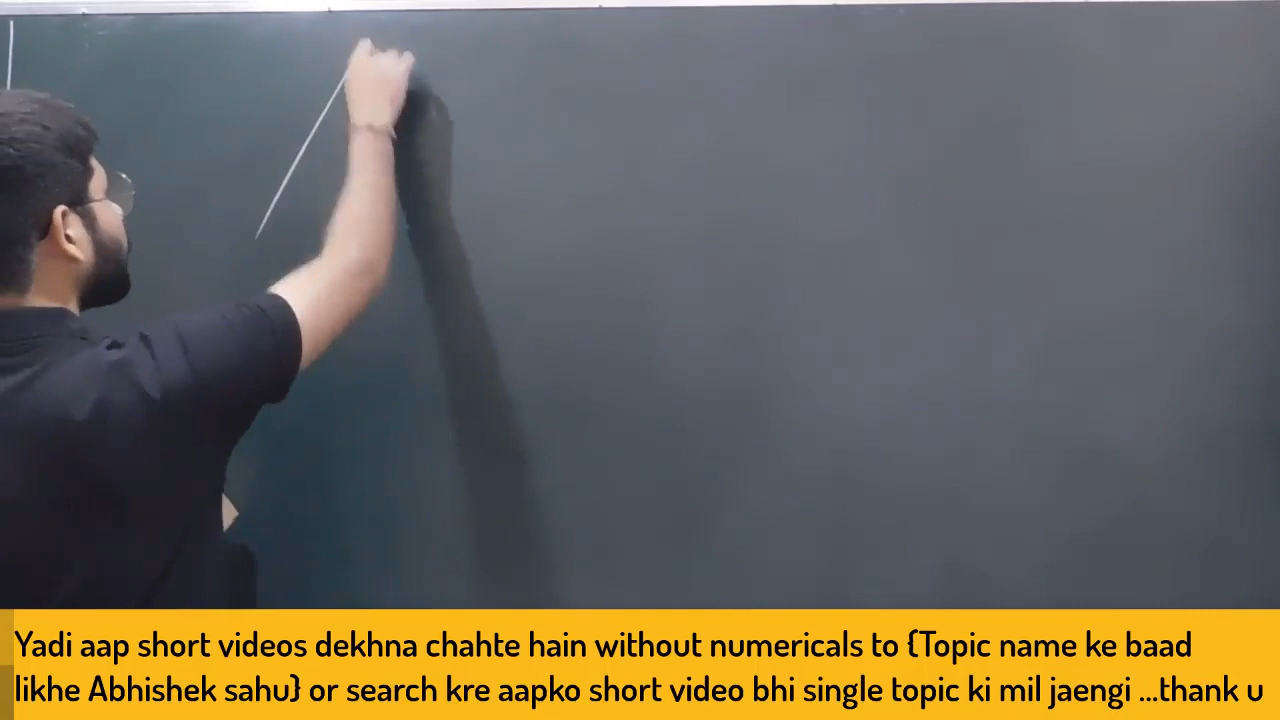 Yadi aap short videos dekhna chahte hain without numericals to {Topic name ke baad
likhe Abhishek sahu} or search kre aapko short video bhi single topic ki mil jaengi ...thank u